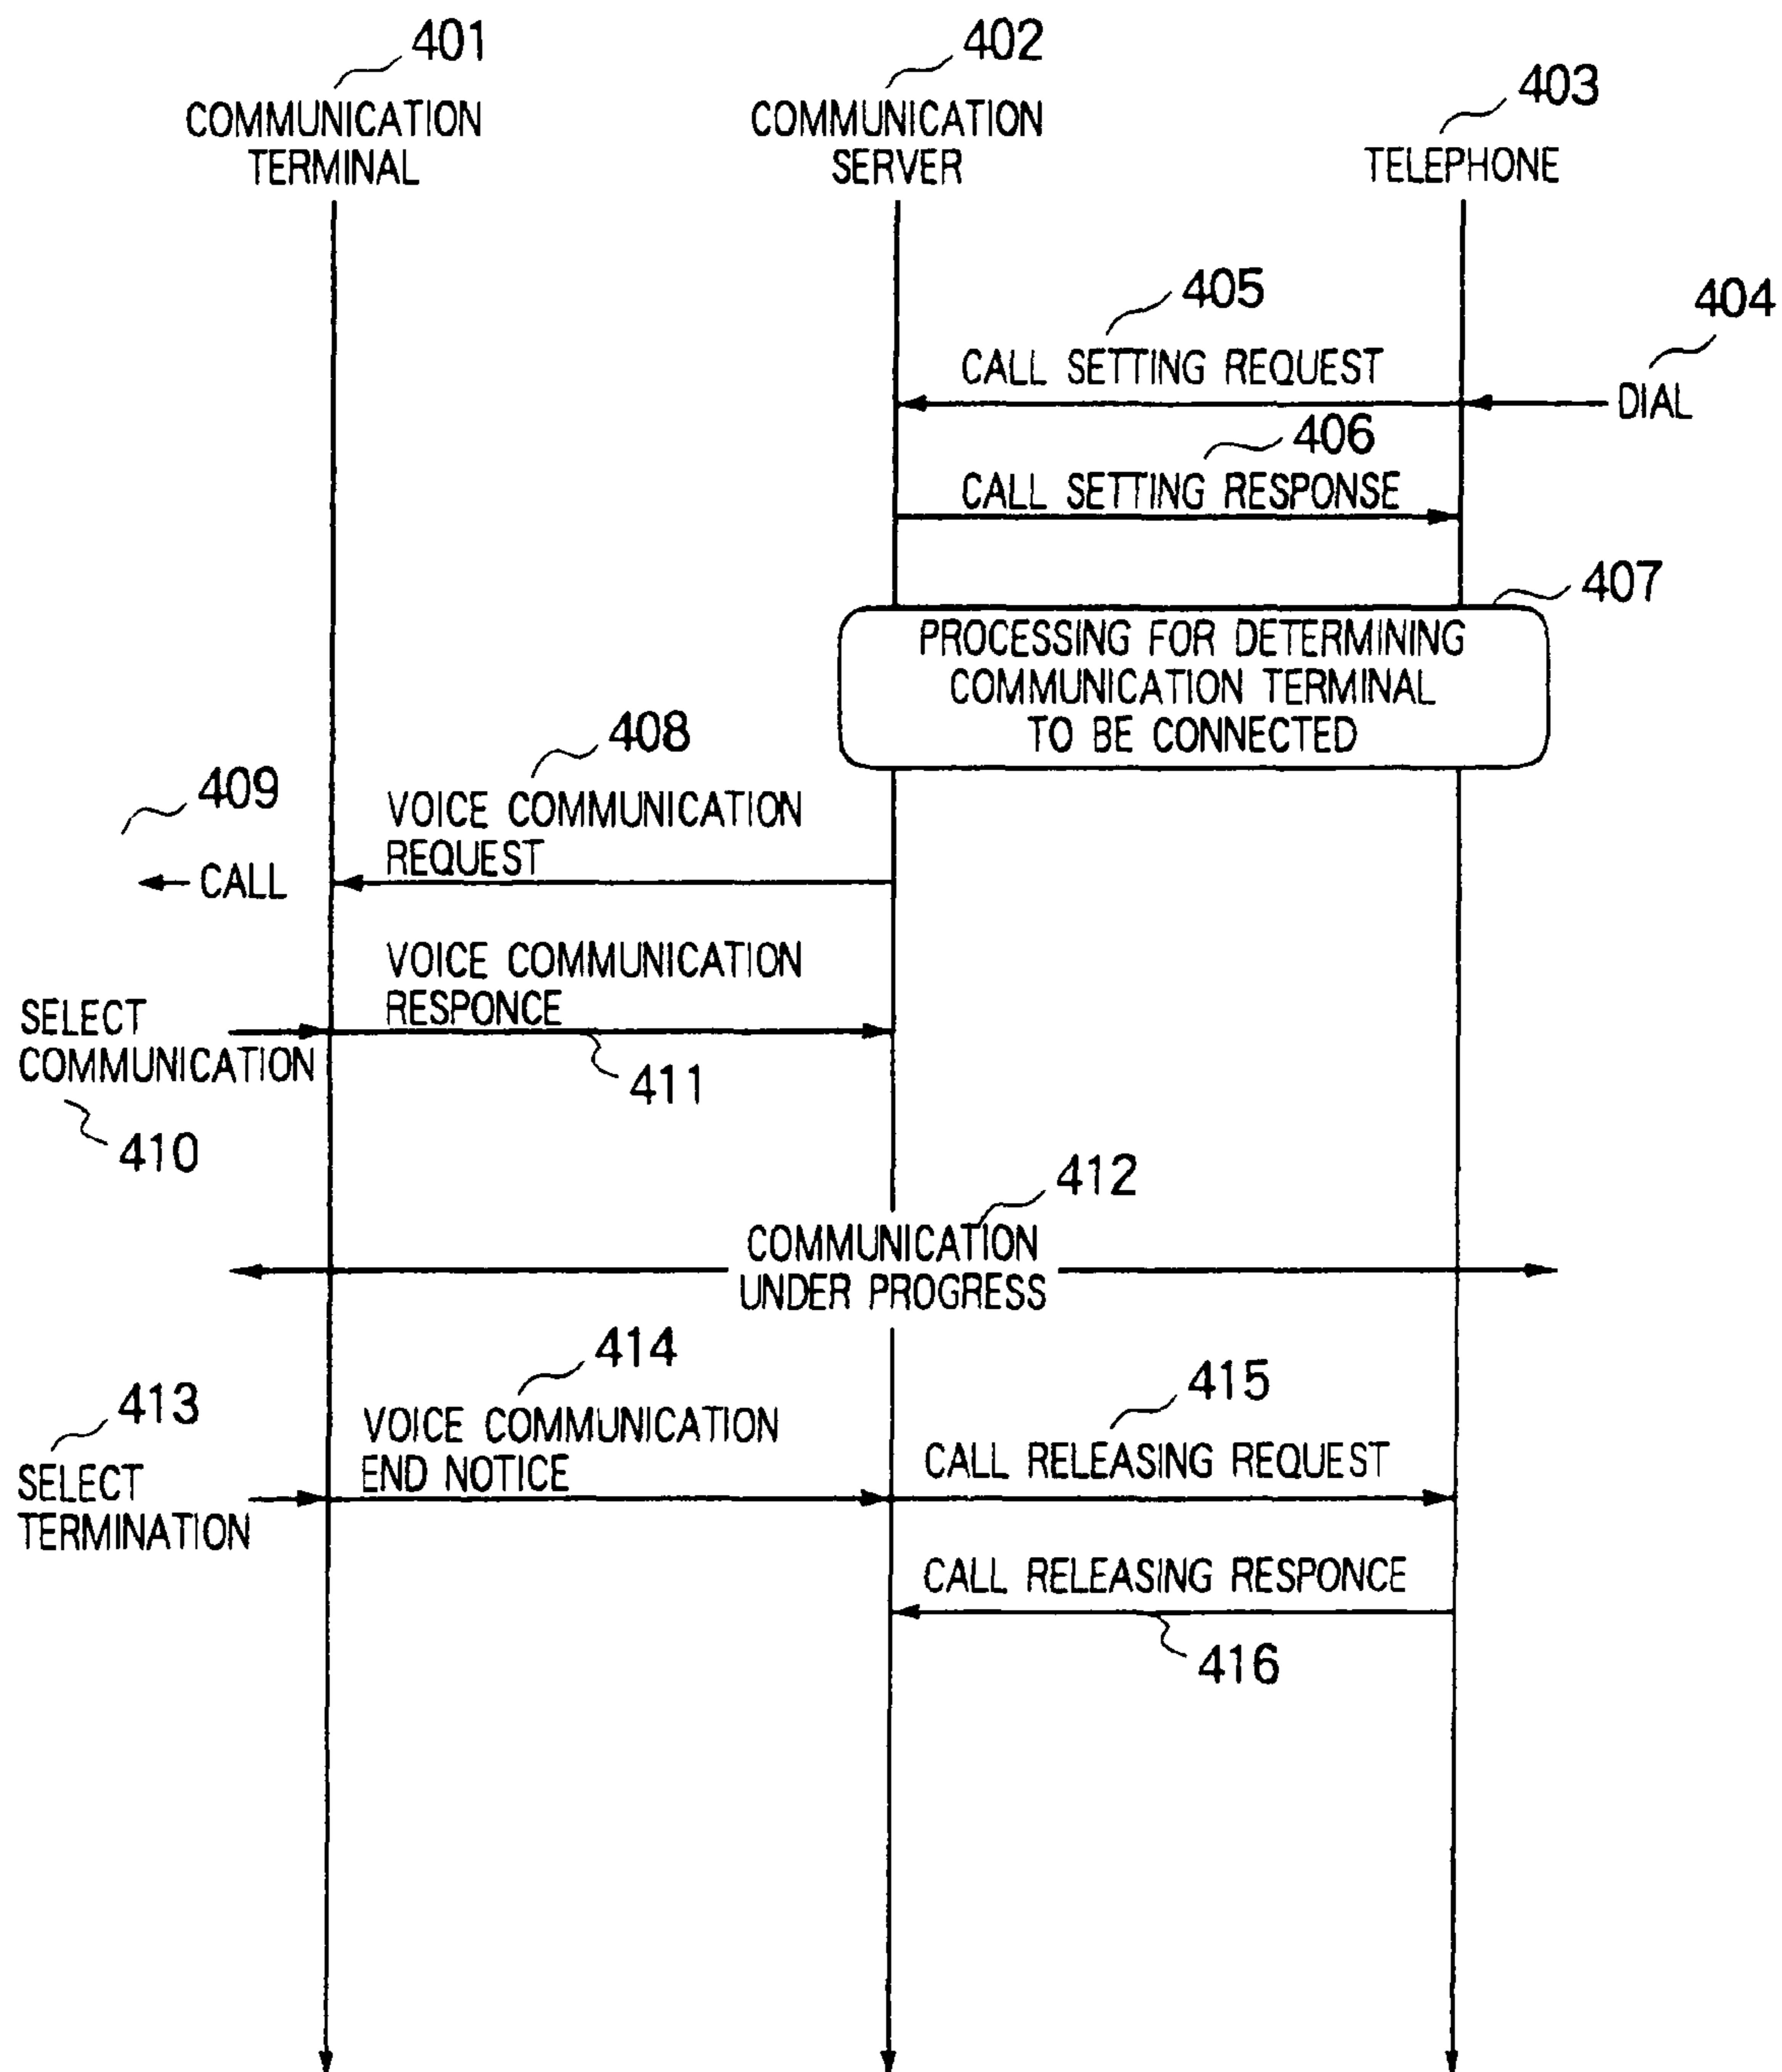 401
COMMUNICATION
TERMINAL
402
COMMUNICATION
SERVER
403
TELEPHONE
404
DIAL
405
CALL SETTING REQUEST
406
CALL SETTING RESPONSE
407
PROCESSING FOR DETERMINING
COMMUNICATION TERMINAL
TO BE CONNECTED
408
VOICE COMMUNICATION
REQUEST
409
CALL
VOICE COMMUNICATION
RESPONCE
411
SELECT
COMMUNICATION
410
412
COMMUNICATION
UNDER PROGRESS
413
SELECT
TERMINATION
414
VOICE COMMUNICATION
END NOTICE
415
CALL RELEASING REQUEST
CALL RELEASING RESPONCE
416